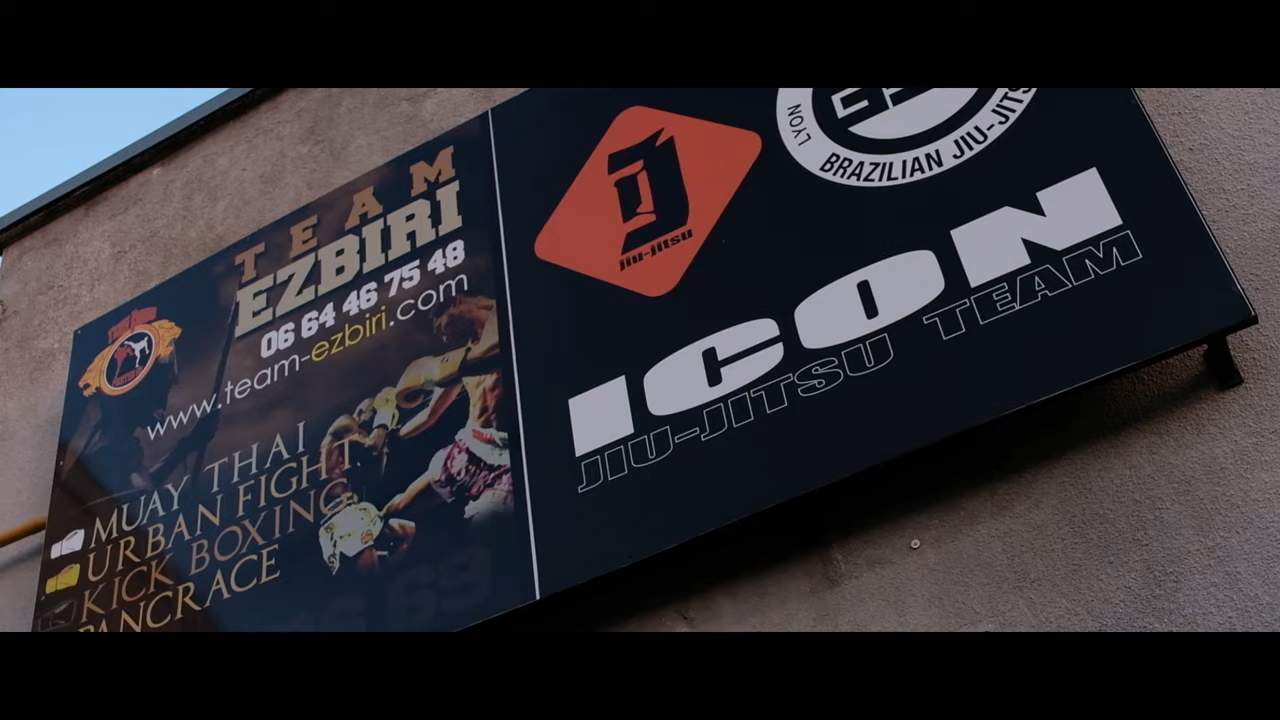 TEAM
EZBIRI
06 64 46 75 48
www.team-ezbiri.com
MUAY THAI
URBAN FIGHT
KICK BOXING
PANCRACE
jiu-jitsu
LYON
BRAZILIAN JIU-JITS
ICON
JIU-JITSU TEAM